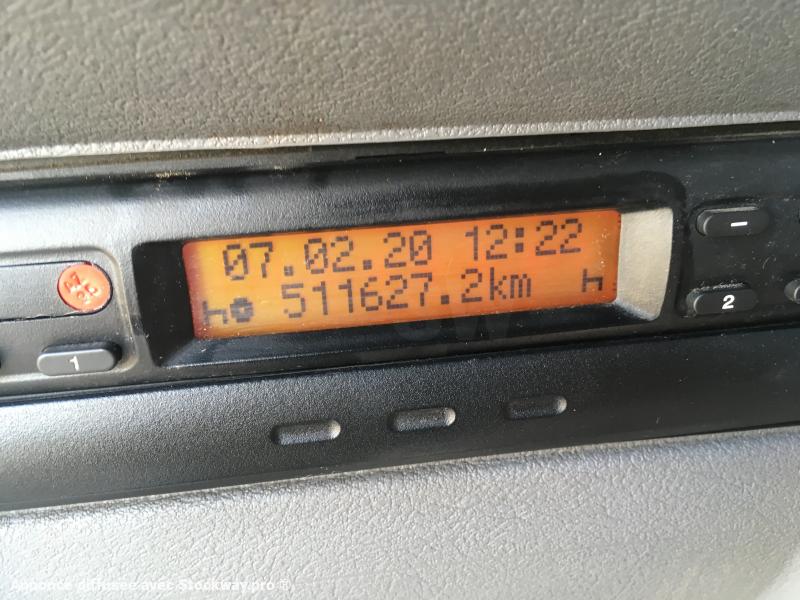 07.02.20 12:22
511627.2km
1
2
Annonce diffusée avec Stockway.pro ®